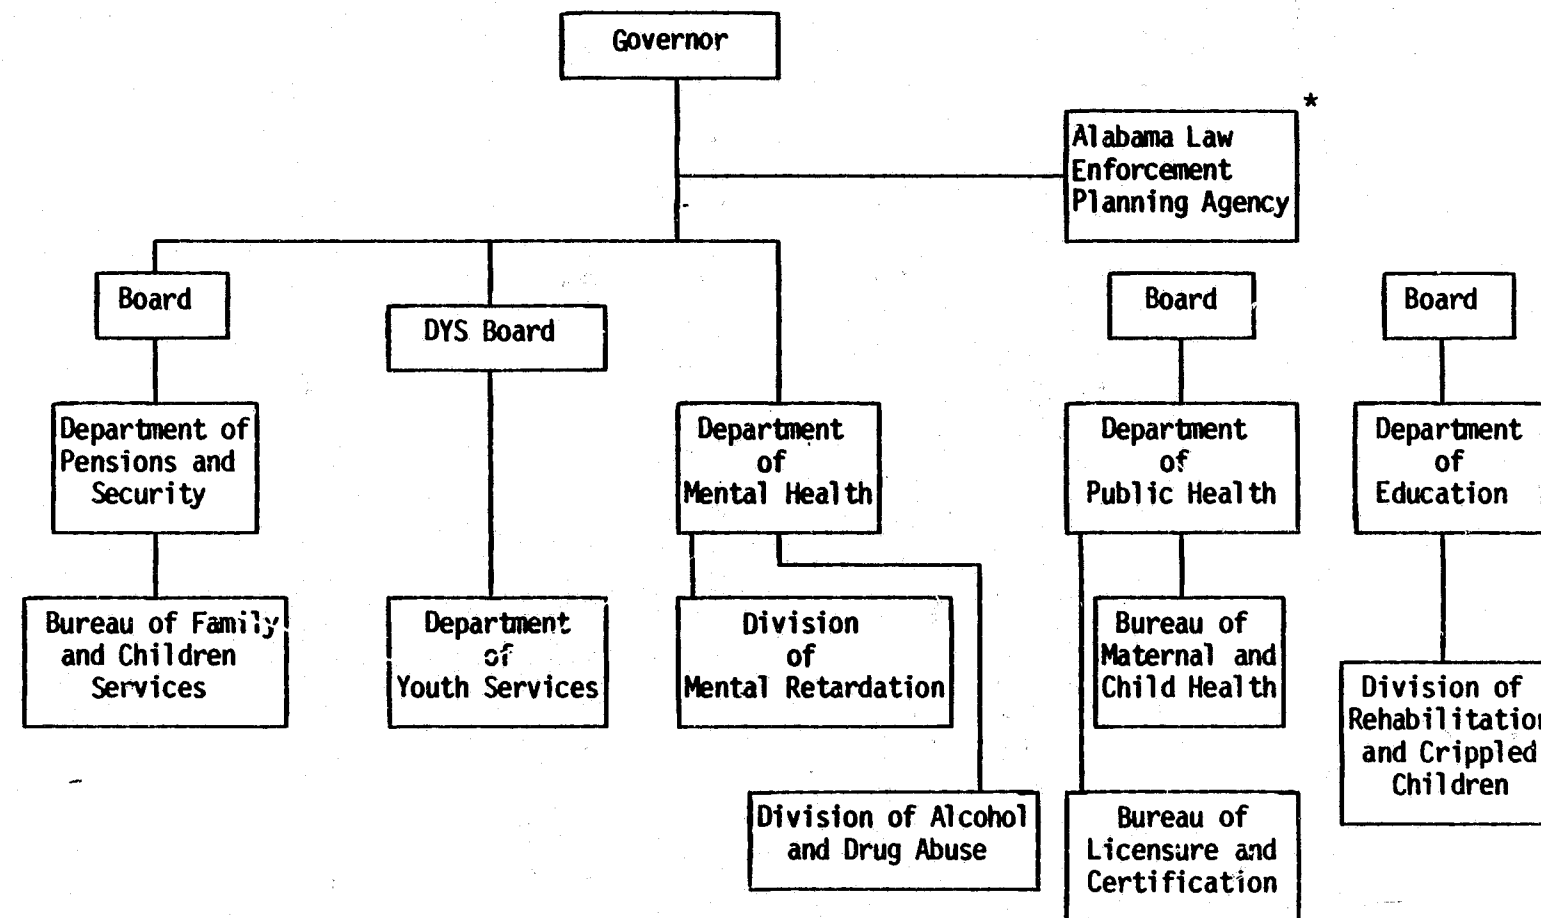 Governor
*
Alabama Law
Enforcement
Planning Agency
Board
DYS Board
Board
Board
Department of
Pensions and
Security
Department
of
Mental Health
Department
of
Public Health
Department
of
Education
Bureau of Family
and Children
Services
Department
of
Youth Services
Division
of
Mental Retardation
Bureau of
Maternal and
Child Health
Division of
Rehabilitation
and Crippled
Children
Division of Alcohol
and Drug Abuse
Bureau of
Licensure and
Certification